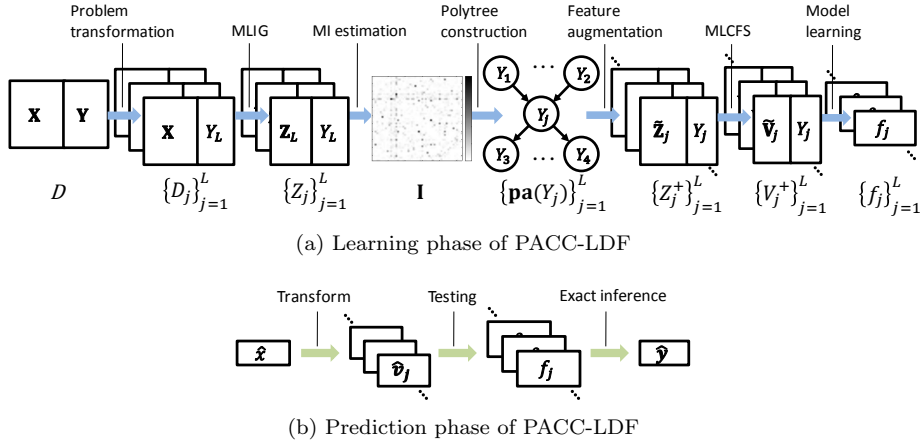 Problem transformation
MLIG
MI estimation
Polytree construction
Feature augmentation
MLCFS
Model learning
X Y
X Y_L
Z_L Y_L
Y_1 ... Y_2
Y_j
Y_3 ... Y_4
Z̃_j Y_j
Ṽ_j Y_j
f_j
D {D_j}_{j=1}^L {Z_j}_{j=1}^L I {pa(Y_j)}_{j=1}^L {Z_j^+}_{j=1}^L {V_j^+}_{j=1}^L {f_j}_{j=1}^L
(a) Learning phase of PACC-LDF
Transform Testing Exact inference
x̂ v̂_j f_j ŷ
(b) Prediction phase of PACC-LDF